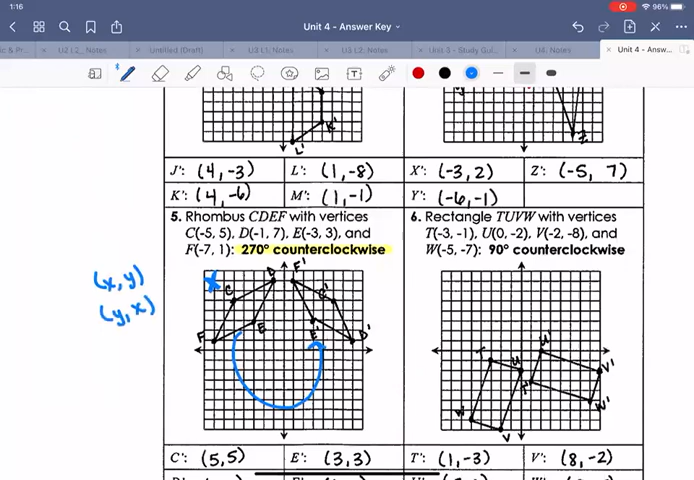 1:16
96%
Unit 4 - Answer Key
U2 L2_ Notes
Untitled (Draft)
U3 L1. Notes
U3 L2. Notes
Unit 3 - Study Gui...
U4. Notes
Unit 4 - Answ...
L'
K'
Z'
J': (4, -3)
L': (1, -8)
X': (-3, 2)
Z': (-5, 7)
K': (4, -6)
M': (1, -1)
Y': (-6, -1)
5. Rhombus CDEF with vertices
C(-5, 5), D(-1, 7), E(-3, 3), and
F(-7, 1): 270° counterclockwise
6. Rectangle TUVW with vertices
T(-3, -1), U(0, -2), V(-2, -8), and
W(-5, -7): 90° counterclockwise
(x, y)
(y, x)
D F'
C C'
F E E' D'
T U U'
T' V'
W'
W
V
C': (5,5)
E': (3,3)
T': (1,-3)
V': (8,-2)